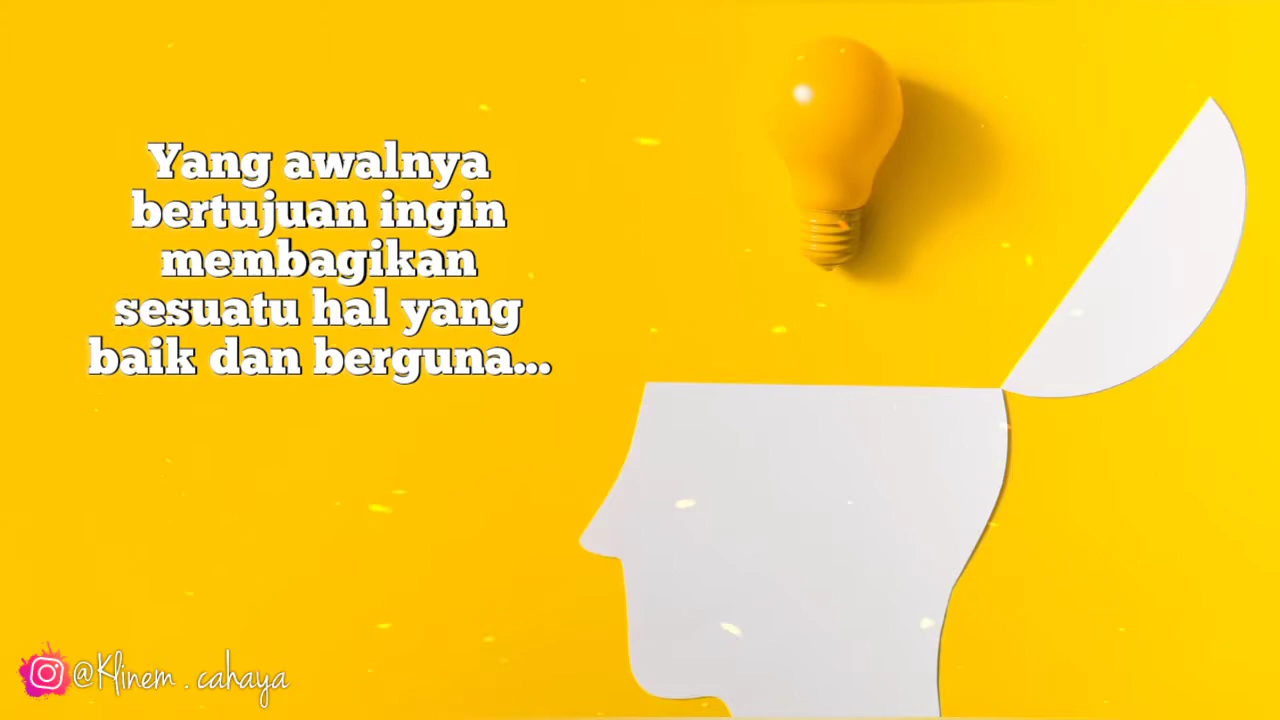 Yang awalnya
bertujuan ingin
membagikan
sesuatu hal yang
baik dan berguna...
@Klinem . cahaya